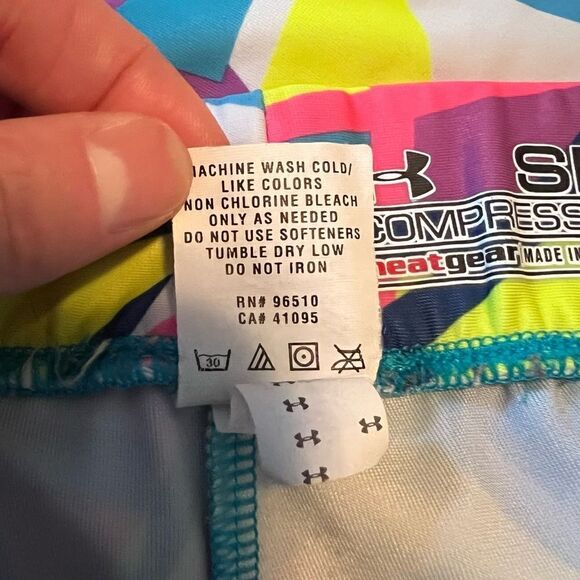 MACHINE WASH COLD/
LIKE COLORS
NON CHLORINE BLEACH
ONLY AS NEEDED
DO NOT USE SOFTENERS
TUMBLE DRY LOW
DO NOT IRON
RN# 96510
CA# 41095
30
COMPRESS
heatgear MADE IN